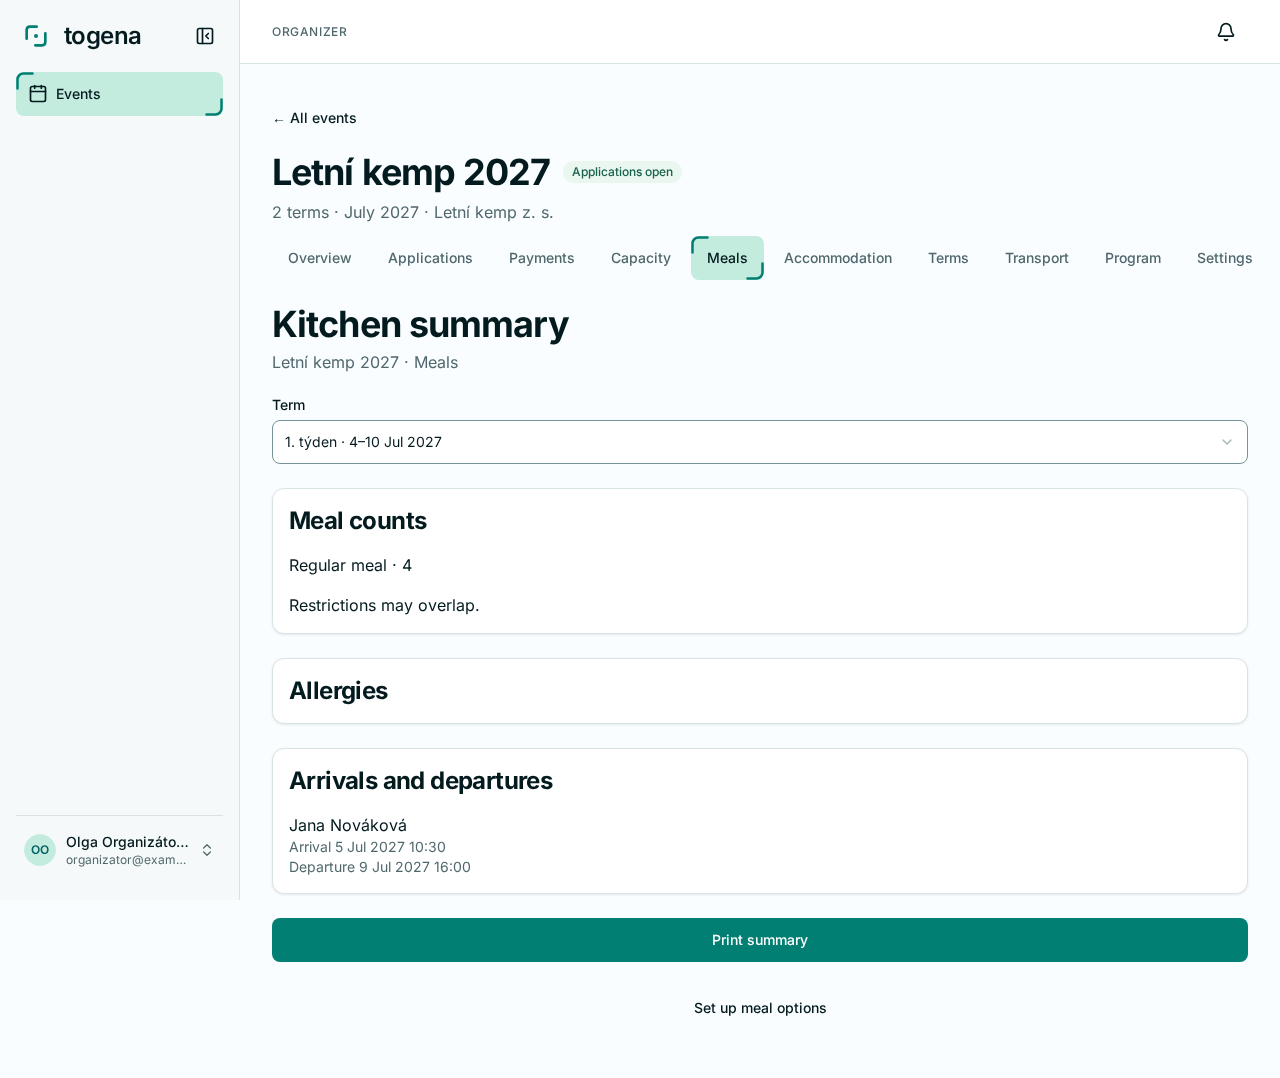 togena
ORGANIZER
Events
← All events
Letní kemp 2027
Applications open
2 terms · July 2027 · Letní kemp z. s.
Overview
Applications
Payments
Capacity
Meals
Accommodation
Terms
Transport
Program
Settings
Kitchen summary
Letní kemp 2027 · Meals
Term
1. týden · 4–10 Jul 2027
Meal counts
Regular meal · 4
Restrictions may overlap.
Allergies
Arrivals and departures
Jana Nováková
Arrival 5 Jul 2027 10:30
Departure 9 Jul 2027 16:00
Print summary
Set up meal options
OO
Olga Organizáto...
organizator@exam...